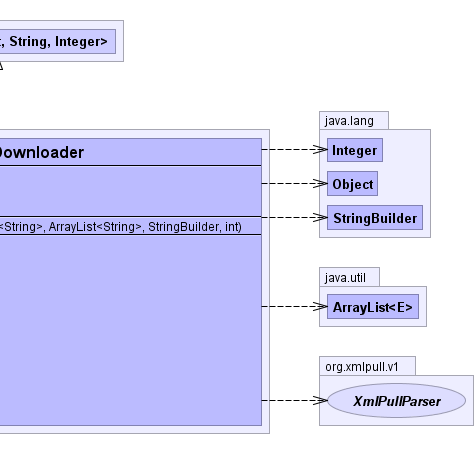 , String, Integer>
java.lang
Downloader
Integer
Object
StringBuilder
<String>, ArrayList<String>, StringBuilder, int)
java.util
ArrayList<E>
org.xmlpull.v1
XmlPullParser